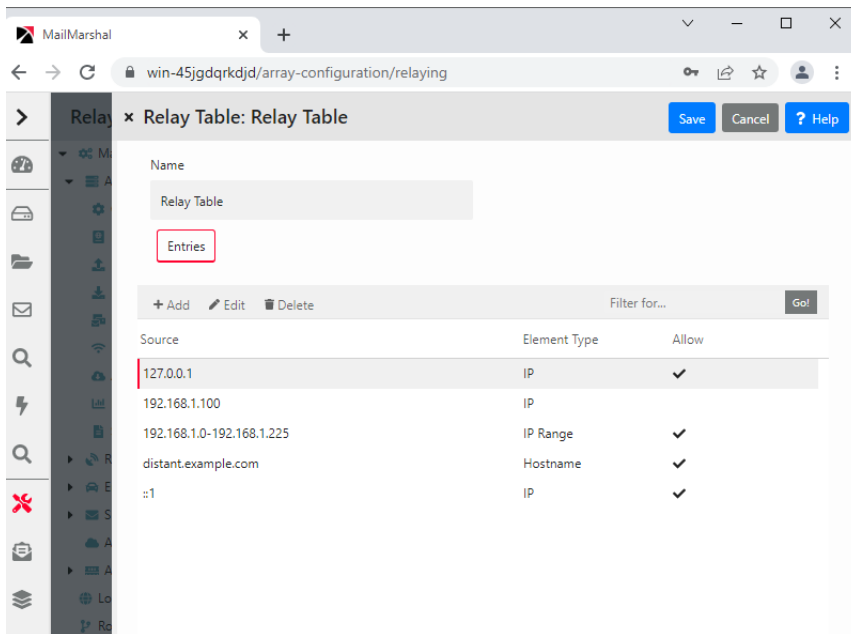 MailMarshal
win-45jgdqrkdjd/array-configuration/relaying
Relay Table: Relay Table
Save
Cancel
? Help
Name
Relay Table
Entries
+ Add Edit Delete
Filter for...
Go!
Source Element Type Allow
127.0.0.1 IP
192.168.1.100 IP
192.168.1.0-192.168.1.225 IP Range
distant.example.com Hostname
::1 IP